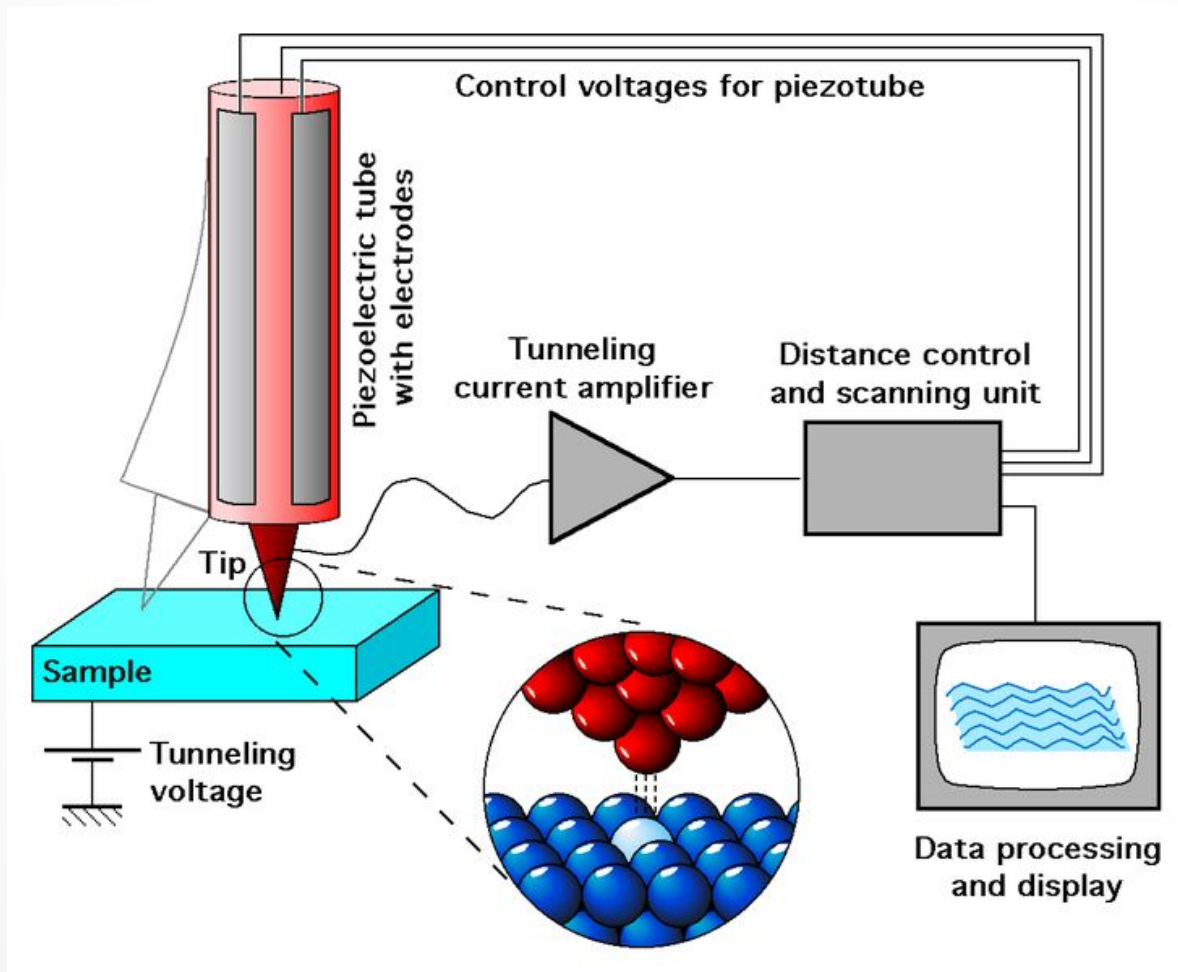 Control voltages for piezotube
Piezoelectric tube
with electrodes
Tunneling
current amplifier
Distance control
and scanning unit
Tip
Sample
Tunneling
voltage
Data processing
and display